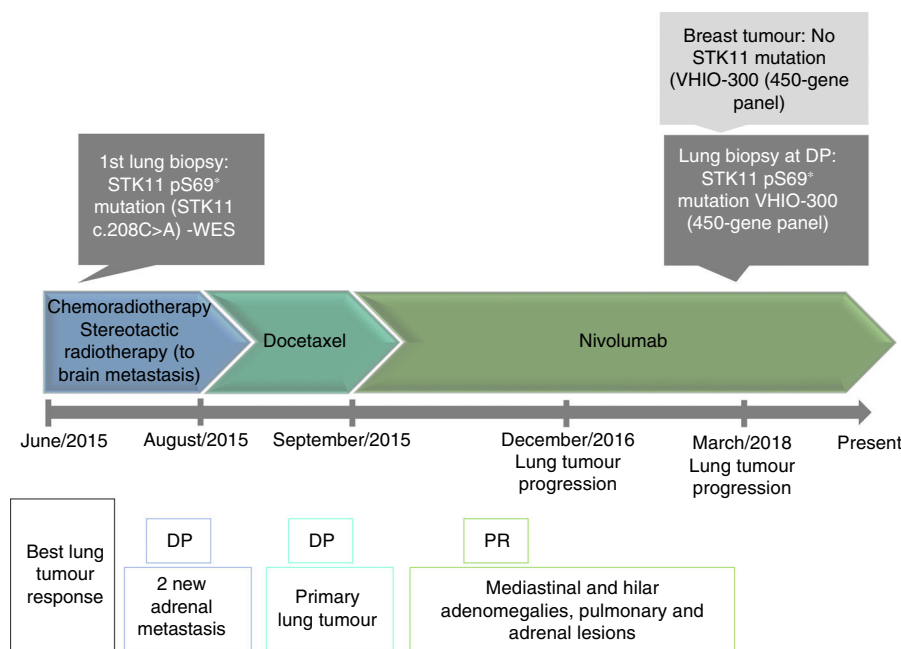 Breast tumour: No
STK11 mutation
(VHIO-300 (450-gene
panel)
1st lung biopsy:
STK11 pS69*
mutation (STK11
c.208C>A) -WES
Lung biopsy at DP:
STK11 pS69*
mutation VHIO-300
(450-gene panel)
Chemoradiotherapy
Stereotactic
radiotherapy (to
brain metastasis)
Docetaxel
Nivolumab
June/2015
August/2015
September/2015
December/2016
Lung tumour
progression
March/2018
Lung tumour
progression
Present
Best lung
tumour
response
DP
2 new
adrenal
metastasis
DP
Primary
lung tumour
PR
Mediastinal and hilar
adenomegalies, pulmonary and
adrenal lesions